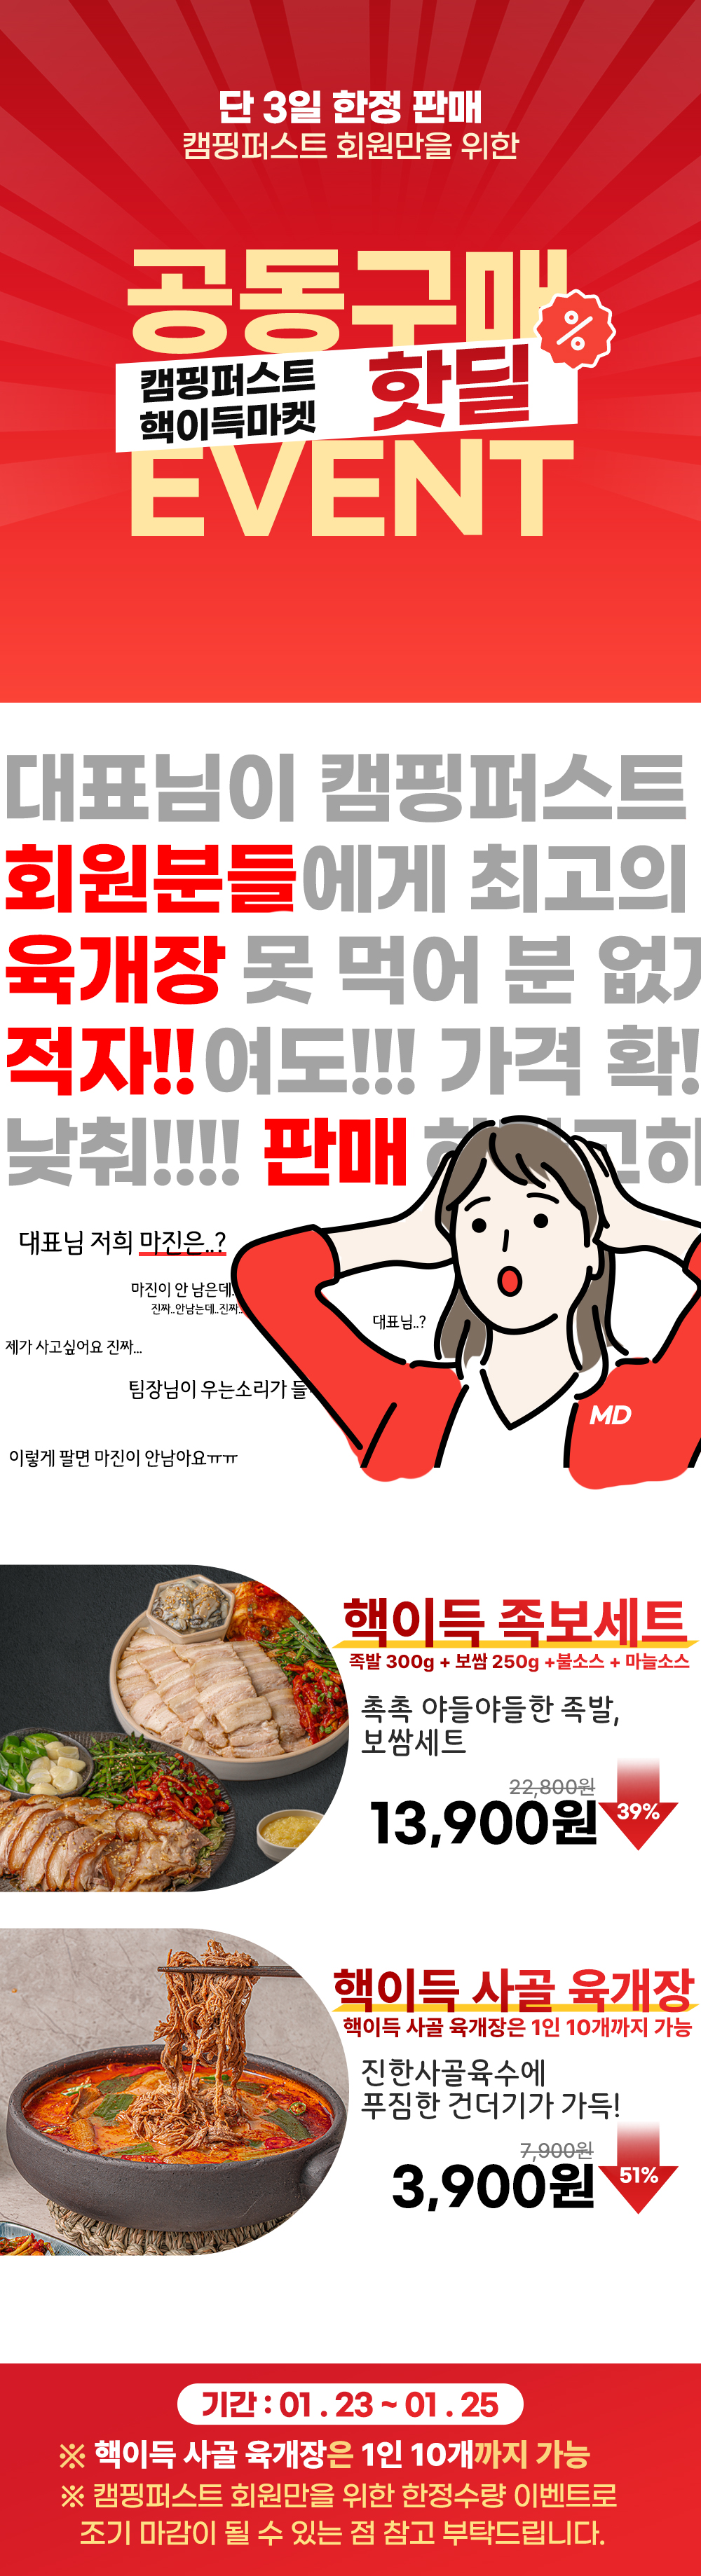 단 3일 한정 판매
캠핑퍼스트 회원만을 위한
공동구매
캠핑퍼스트
핵이득마켓
핫딜
%
EVENT
대표님이 캠핑퍼스트
회원분들에게 최고의
육개장 못 먹어 분 없게
적자!! 여도!!! 가격 확!
낮춰!!!! 판매
대표님 저희 마진은..?
마진이 안 남은데..
진짜..안남는데..진짜..
대표님..?
제가 사고싶어요 진짜...
팀장님이 우는소리가
이렇게 팔면 마진이 안남아요ㅠㅠ
MD
핵이득 족보세트
족발 300g + 보쌈 250g +불소스 + 마늘소스
촉촉 야들야들한 족발,
보쌈세트
22,800원
13,900원
39%
핵이득 사골 육개장
핵이득 사골 육개장은 1인 10개까지 가능
진한사골육수에
푸짐한 건더기가 가득!
7,900원
3,900원
51%
기간 : 01 . 23 ~ 01 . 25
※ 핵이득 사골 육개장은 1인 10개까지 가능
※ 캠핑퍼스트 회원만을 위한 한정수량 이벤트로
조기 마감이 될 수 있는 점 참고 부탁드립니다.